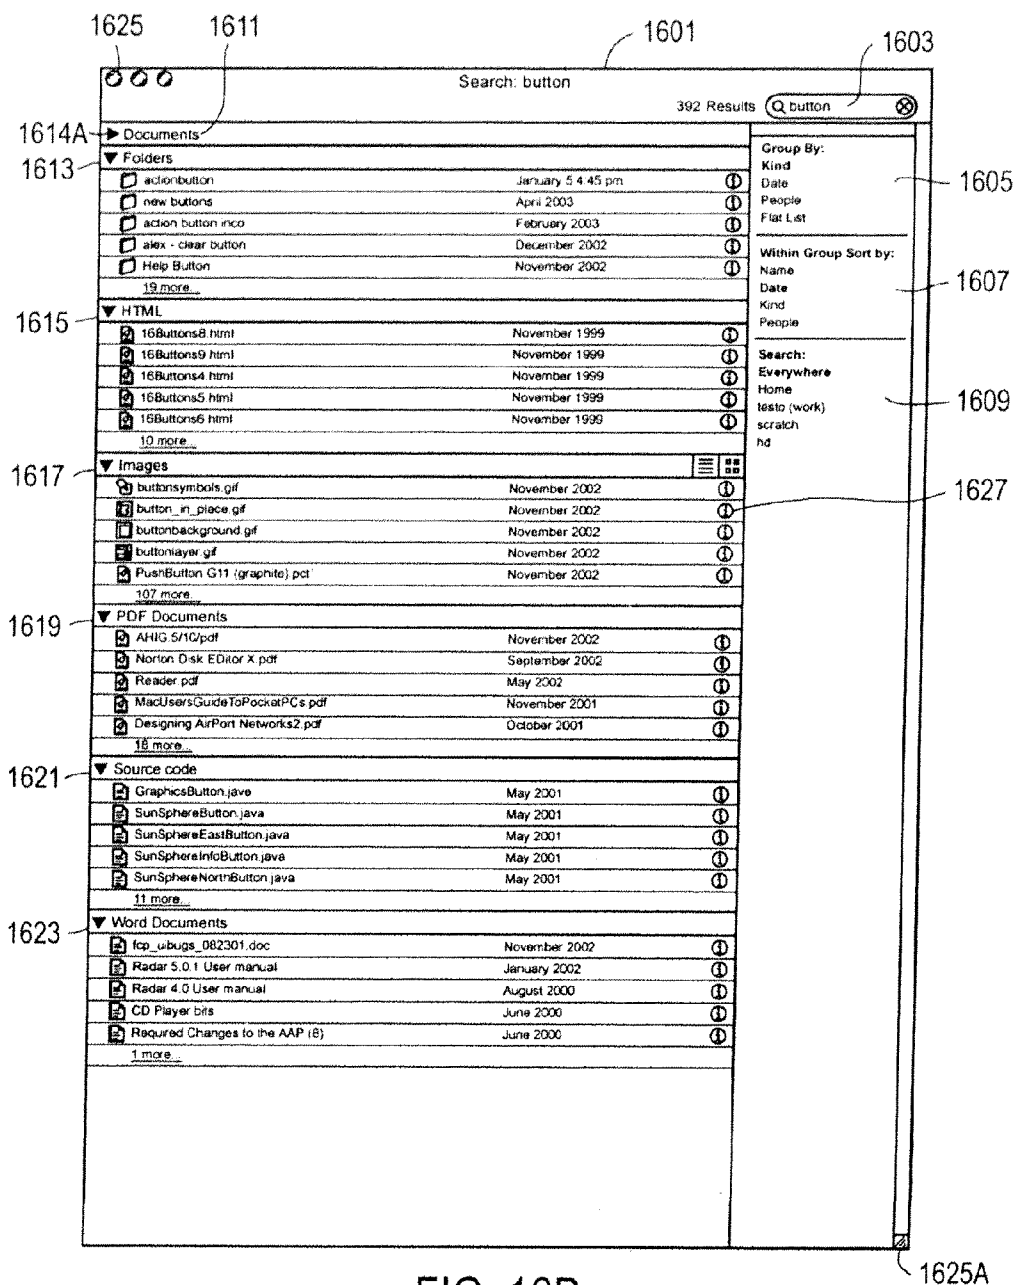 1625 1611 1601 1603
Search: button
392 Results button
1614A Documents
1613 Folders
actionbutton January 5 4:45 pm
new buttons April 2003
action button inco February 2003
alex - clear button December 2002
Help Button November 2002
19 more...
1615 HTML
16Buttons8.html November 1999
16Buttons9.html November 1999
16Buttons4.html November 1999
16Buttons5.html November 1999
16Buttons6.html November 1999
10 more...
1617 Images
buttonsymbols.gif November 2002
button_in_place.gif November 2002
buttonbackground.gif November 2002
buttonlayer.gif November 2002
PushButton G11 (graphite).pct November 2002
107 more...
1619 PDF Documents
AHIG.5/10/pdf November 2002
Norton Disk EDitor X.pdf September 2002
Reader.pdf May 2002
MacUsersGuideToPocketPCs.pdf November 2001
Designing AirPort Networks2.pdf October 2001
18 more...
1621 Source code
GraphicsButton.jave May 2001
SunSphereButton.java May 2001
SunSphereEastButton.java May 2001
SunSphereInfoButton.java May 2001
SunSphereNorthButton.java May 2001
11 more...
1623 Word Documents
fcp_uibugs_082301.doc November 2002
Radar 5.0.1 User manual January 2002
Radar 4.0 User manual August 2000
CD Player bits June 2000
Required Changes to the AAP (6) June 2000
1 more...
Group By:
Kind
Date
People
Flat List
1605
Within Group Sort by:
Name
Date
Kind
People
1607
Search:
Everywhere
Home
testo (work)
scratch
hd
1609
1627
1625A